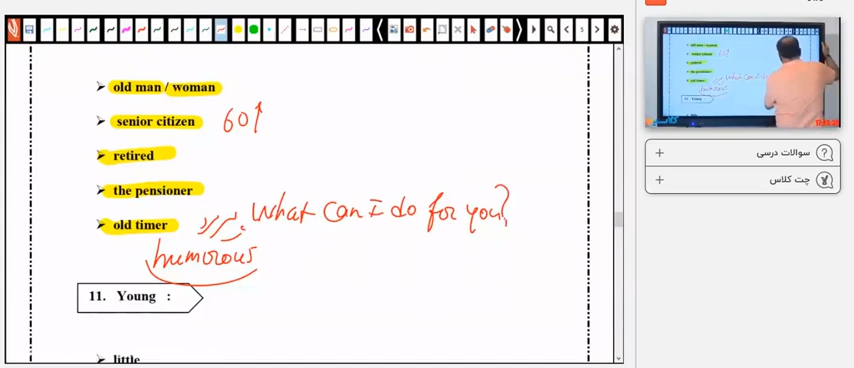 old man / woman
senior citizen 60↑
retired
the pensioner
old timer What can I do for you?
humorous
11. Young :
little
5
سوالات درسی
چت کلاس